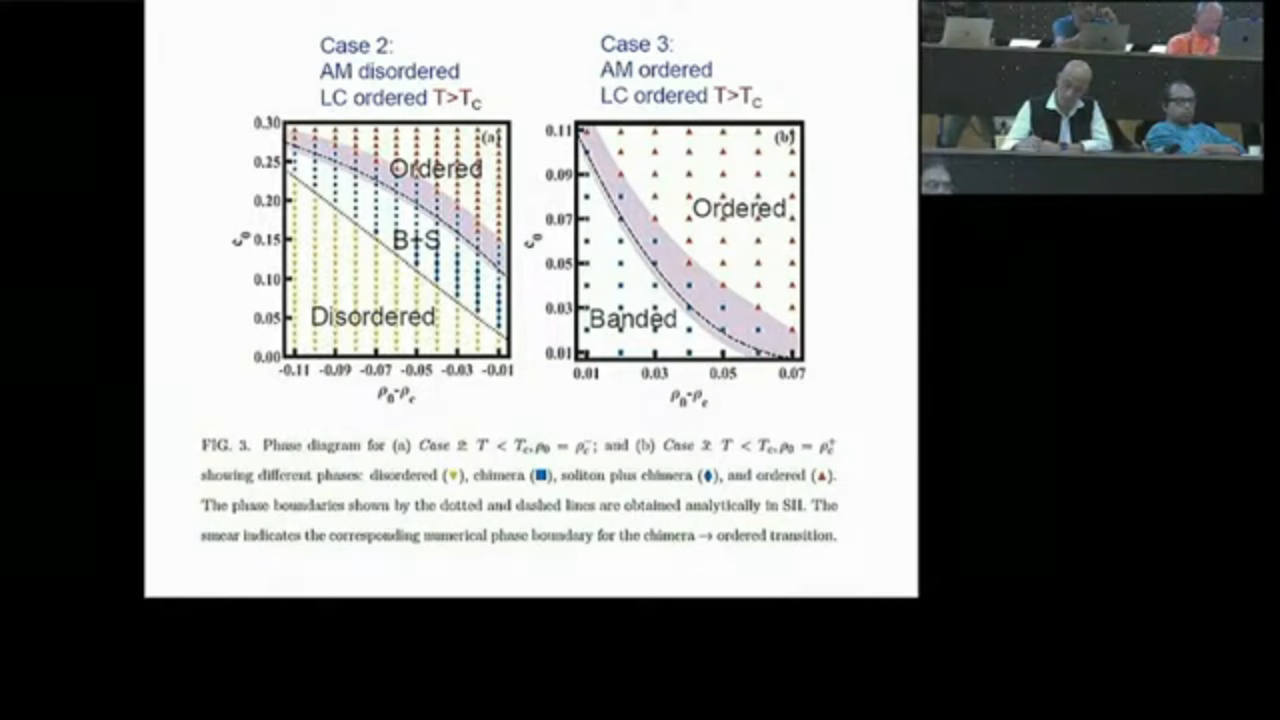 Case 2:
AM disordered
LC ordered T>TC
Case 3:
AM ordered
LC ordered T>TC
(a)
0.30
0.25
0.20
0.15
0.10
0.05
0.00
c0
Ordered
B+S
Disordered
-0.11 -0.09 -0.07 -0.05 -0.03 -0.01
ρ0-ρc
(b)
0.11
0.09
0.07
0.05
0.03
0.01
c0
Ordered
Banded
0.01 0.03 0.05 0.07
ρ0-ρc
FIG. 3. Phase diagram for (a) Case 2: T < Tc, ρ0 = ρc−; and (b) Case 3: T < Tc, ρ0 = ρc+
showing different phases: disordered (▼), chimera (■), soliton plus chimera (♦), and ordered (▲).
The phase boundaries shown by the dotted and dashed lines are obtained analytically in SII. The
smear indicates the corresponding numerical phase boundary for the chimera → ordered transition.